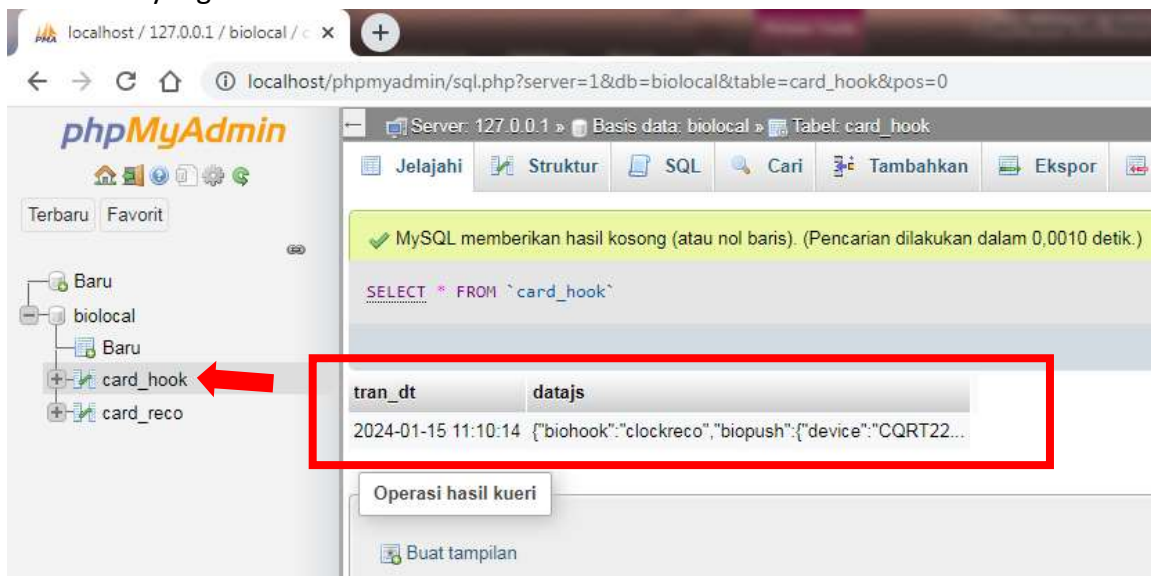 localhost / 127.0.0.1 / biolocal / c
localhost/phpmyadmin/sql.php?server=1&db=biolocal&table=card_hook&pos=0
phpMyAdmin
Terbaru Favorit
Baru
biolocal
Baru
card_hook
card_reco
Server: 127.0.0.1 » Basis data: biolocal » Tabel: card_hook
Jelajahi Struktur SQL Cari Tambahkan Ekspor
MySQL memberikan hasil kosong (atau nol baris). (Pencarian dilakukan dalam 0,0010 detik.)
SELECT * FROM `card_hook`
tran_dt datajs
2024-01-15 11:10:14 {"biohook":"clockreco","biopush":{"device":"CQRT22...
Operasi hasil kueri
Buat tampilan